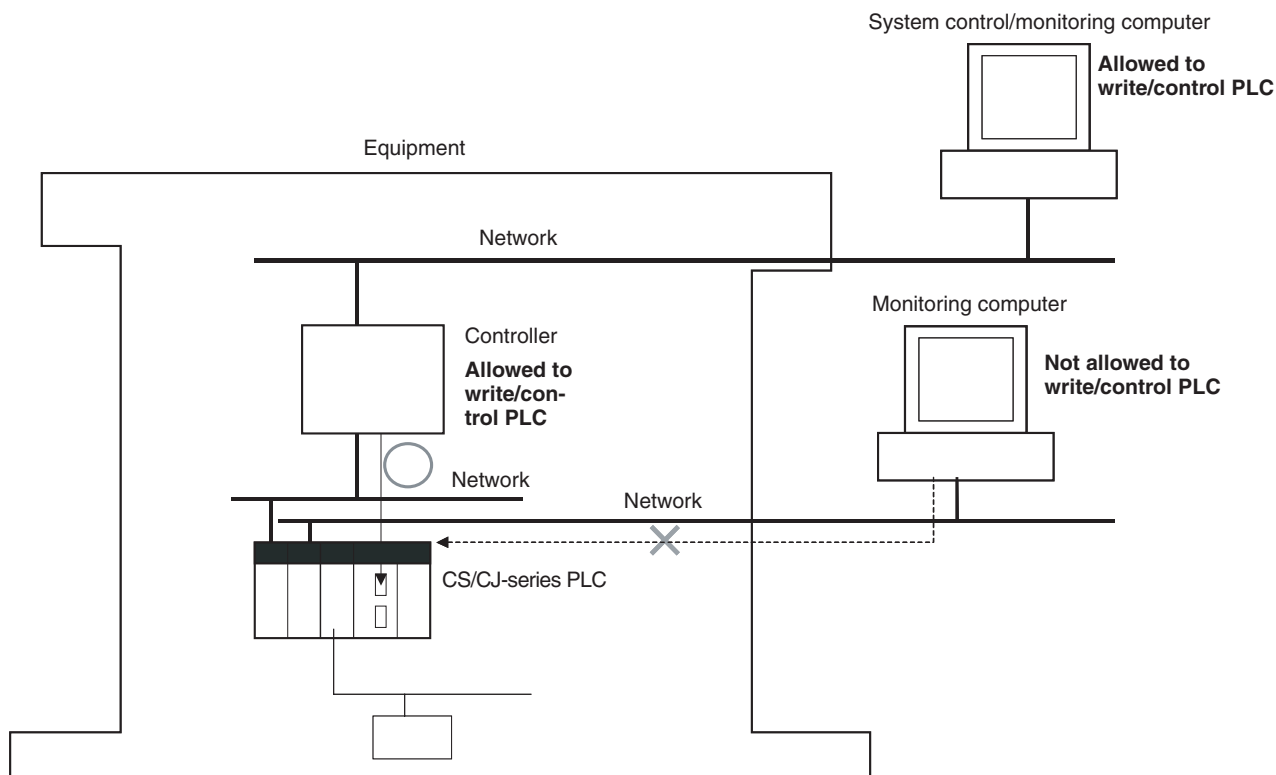 System control/monitoring computer
Allowed to
write/control PLC
Equipment
Network
Monitoring computer
Controller
Allowed to
write/con-
trol PLC
Not allowed to
write/control PLC
Network
Network
CS/CJ-series PLC